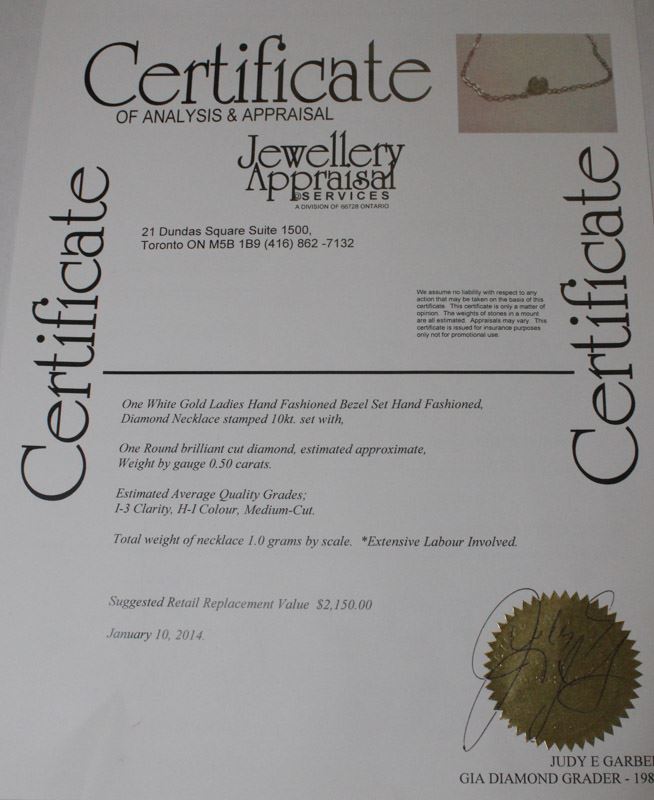 Certificate
OF ANALYSIS & APPRAISAL
Jewellery
Appraisal
@SERVICES
A DIVISION OF 66728 ONTARIO
Certificate
Certificate
21 Dundas Square Suite 1500,
Toronto ON M5B 1B9 (416) 862 -7132
We assume no liability with respect to any
action that may be taken on the basis of this
certificate. This certificate is only a matter of
opinion. The weights of stones in a mount
are all estimated. Appraisals may vary. This
certificate is issued for insurance purposes
only not for promotional use.
One White Gold Ladies Hand Fashioned Bezel Set Hand Fashioned,
Diamond Necklace stamped 10kt. set with,
One Round brilliant cut diamond, estimated approximate,
Weight by gauge 0.50 carats.
Estimated Average Quality Grades;
I-3 Clarity, H-I Colour, Medium-Cut.
Total weight of necklace 1.0 grams by scale. *Extensive Labour Involved.
Suggested Retail Replacement Value $2,150.00
January 10, 2014.
JUDY E GARBE
GIA DIAMOND GRADER - 198